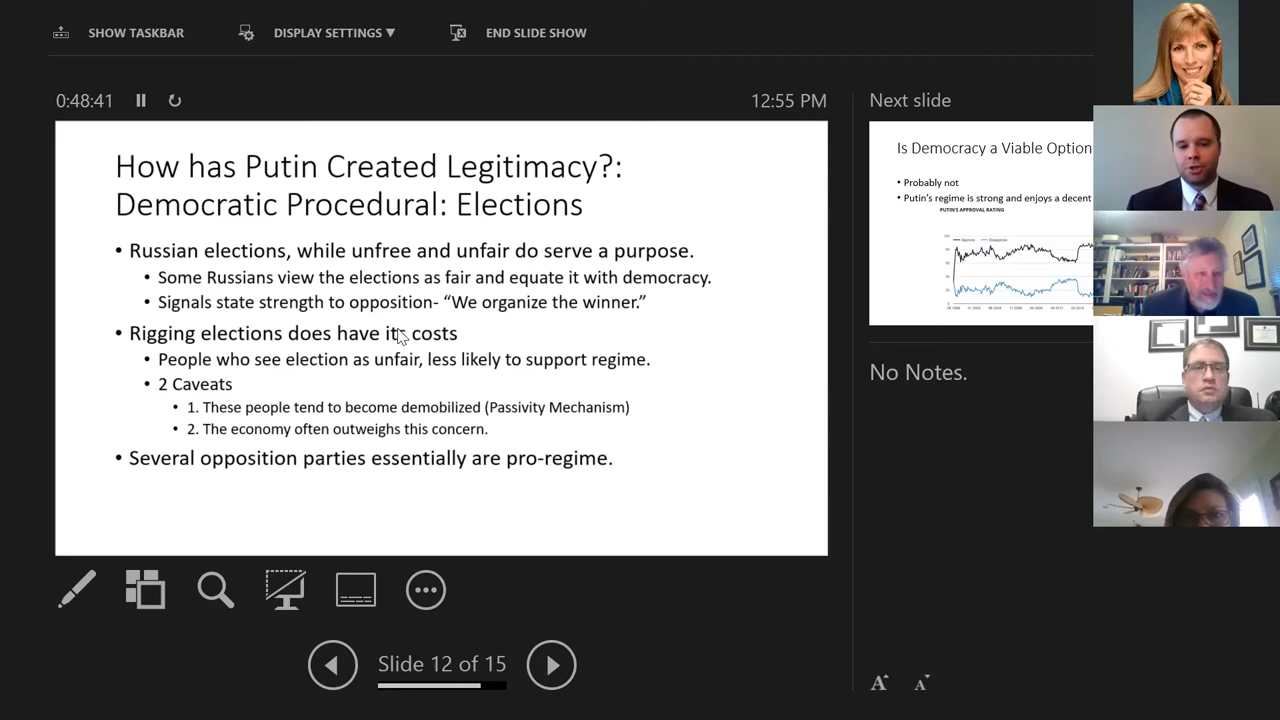 SHOW TASKBAR
DISPLAY SETTINGS ▼
END SLIDE SHOW
0:48:41
12:55 PM
Next slide
How has Putin Created Legitimacy?:
Democratic Procedural: Elections
• Russian elections, while unfree and unfair do serve a purpose.
• Some Russians view the elections as fair and equate it with democracy.
• Signals state strength to opposition- “We organize the winner.”
• Rigging elections does have its costs
• People who see election as unfair, less likely to support regime.
• 2 Caveats
• 1. These people tend to become demobilized (Passivity Mechanism)
• 2. The economy often outweighs this concern.
• Several opposition parties essentially are pro-regime.
Is Democracy a Viable Option
• Probably not
• Putin's regime is strong and enjoys a decent
PUTIN'S APPROVAL RATING
Approve
Disapprove
No Notes.
Slide 12 of 15
A A